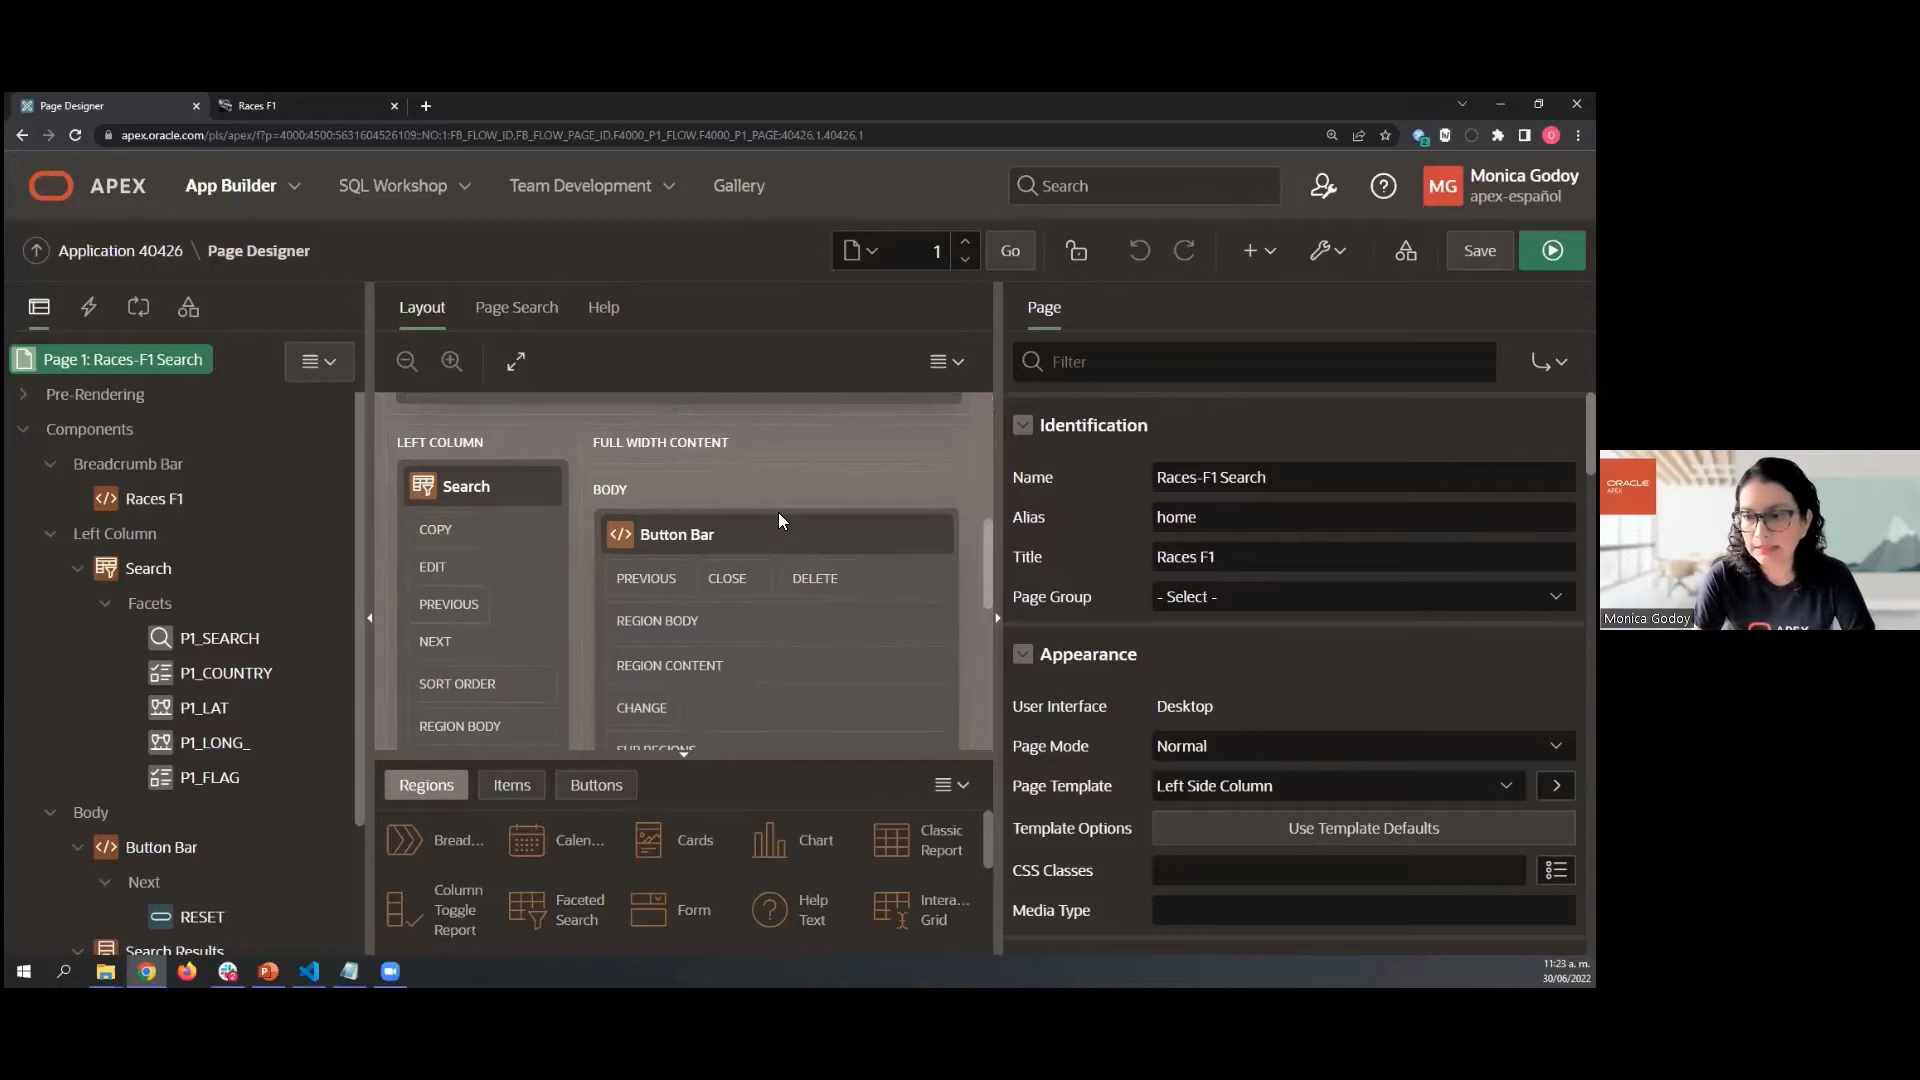 Page Designer
Races F1
apex.oracle.com/pls/apex/f?p=4000:4500:5631604526109::NO:1:FB_FLOW_ID,FB_FLOW_PAGE_ID,F4000_P1_FLOW,F4000_P1_PAGE:40426,1,40426,1
APEX
App Builder
SQL Workshop
Team Development
Gallery
Search
MG
Monica Godoy
apex-español
Application 40426 \ Page Designer
1
Go
Save
Layout
Page Search
Help
Page
Page 1: Races-F1 Search
Pre-Rendering
Components
Breadcrumb Bar
Races F1
Left Column
Search
Facets
P1_SEARCH
P1_COUNTRY
P1_LAT
P1_LONG_
P1_FLAG
Body
Button Bar
Next
RESET
Search Results
LEFT COLUMN
Search
COPY
EDIT
PREVIOUS
NEXT
SORT ORDER
REGION BODY
FULL WIDTH CONTENT
BODY
Button Bar
PREVIOUS
CLOSE
DELETE
REGION BODY
REGION CONTENT
CHANGE
SUB REGIONS
Regions
Items
Buttons
Bread...
Calen...
Cards
Chart
Classic
Report
Column
Toggle
Report
Faceted
Search
Form
Help
Text
Intera...
Grid
Filter
Identification
Name
Races-F1 Search
Alias
home
Title
Races F1
Page Group
- Select -
Appearance
User Interface
Desktop
Page Mode
Normal
Page Template
Left Side Column
Template Options
Use Template Defaults
CSS Classes
Media Type
11:23 a. m.
30/06/2022
ORACLE
APEX
APEX
Monica Godoy